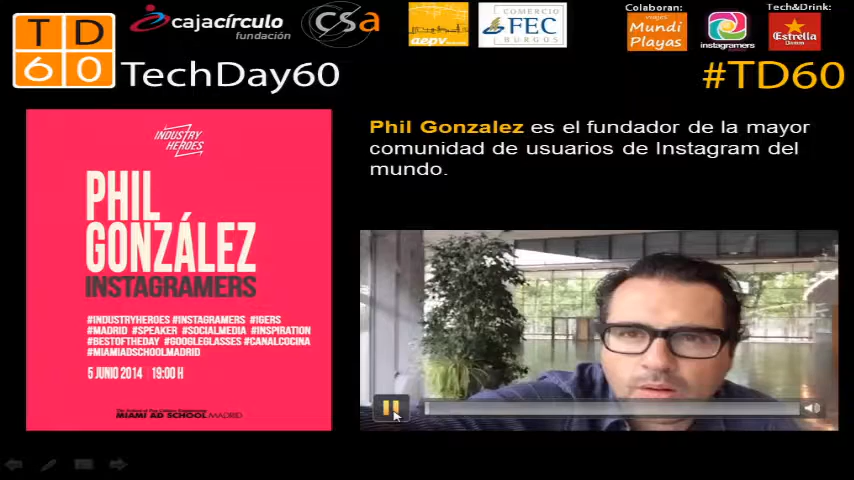 TD
60
TechDay60
cajacírculo
fundación
csa
aepv
COMERCIO
FEC
BURGOS
Colaboran:
viajes
Mundi
Playas
instagramers
Tech&Drink:
Estrella
Damm
#TD60
INDUSTRY
HEROES
PHIL
GONZÁLEZ
INSTAGRAMERS
#INDUSTRYHEROES #INSTAGRAMERS #IGERS
#MADRID #SPEAKER #SOCIALMEDIA #INSPIRATION
#BESTOFTHEDAY #GOOGLEGLASSES #CANALCOCINA
#MIAMIADSCHOOLMADRID
5 JUNIO 2014 | 19:00 H
MIAMI AD SCHOOL MADRID
Phil Gonzalez es el fundador de la mayor
comunidad de usuarios de Instagram del
mundo.